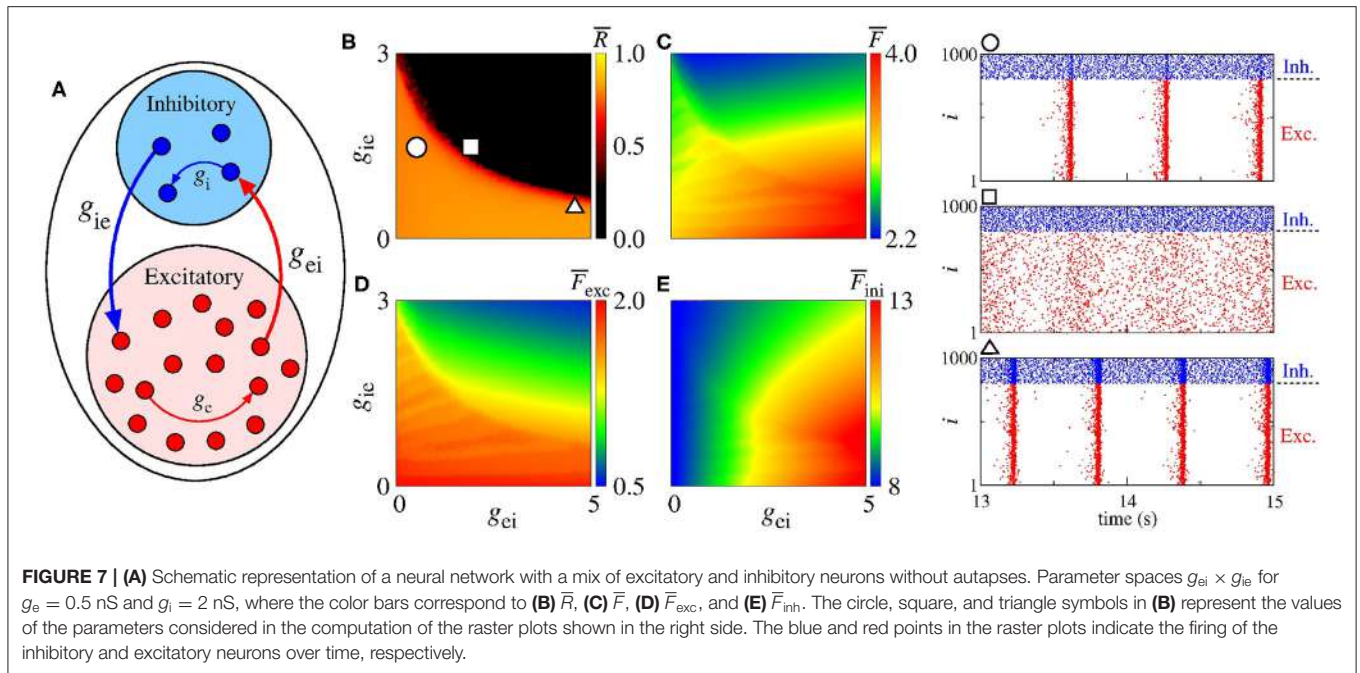 A
Inhibitory
g_i
g_ie
g_ei
Excitatory
g_e
B
R̄
3
g_ie
0
1.0
0.5
0.0
C
F̄
4.0
2.2
D
F̄_exc
3
g_ie
0
0
g_ei
5
2.0
0.5
E
F̄_ini
0
g_ei
5
13
8
1000
i
1
Inh.
Exc.
1000
i
1
Inh.
Exc.
1000
i
1
Inh.
Exc.
13
14
15
time (s)
FIGURE 7 | (A) Schematic representation of a neural network with a mix of excitatory and inhibitory neurons without autapses. Parameter spaces g_ei × g_ie for
g_e = 0.5 nS and g_i = 2 nS, where the color bars correspond to (B) R̄, (C) F̄, (D) F̄_exc, and (E) F̄_inh. The circle, square, and triangle symbols in (B) represent the values
of the parameters considered in the computation of the raster plots shown in the right side. The blue and red points in the raster plots indicate the firing of the
inhibitory and excitatory neurons over time, respectively.